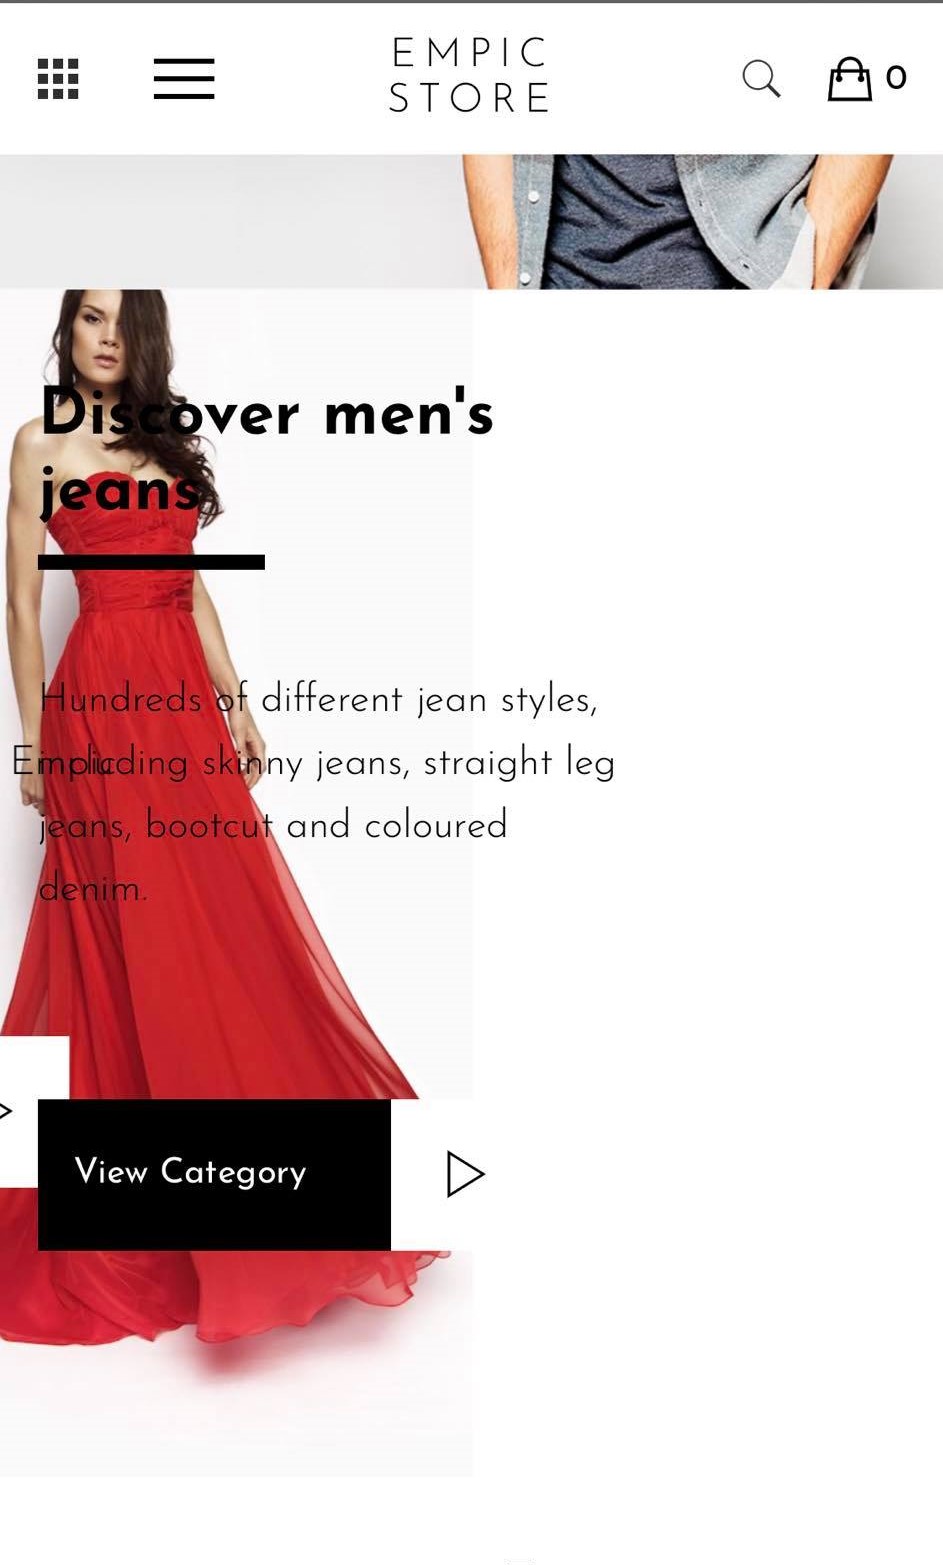 EMPIC
STORE
0
Discover men's
jeans
Hundreds of different jean styles,
skinny jeans, straight leg
jeans, bootcut and coloured
denim.
View Category